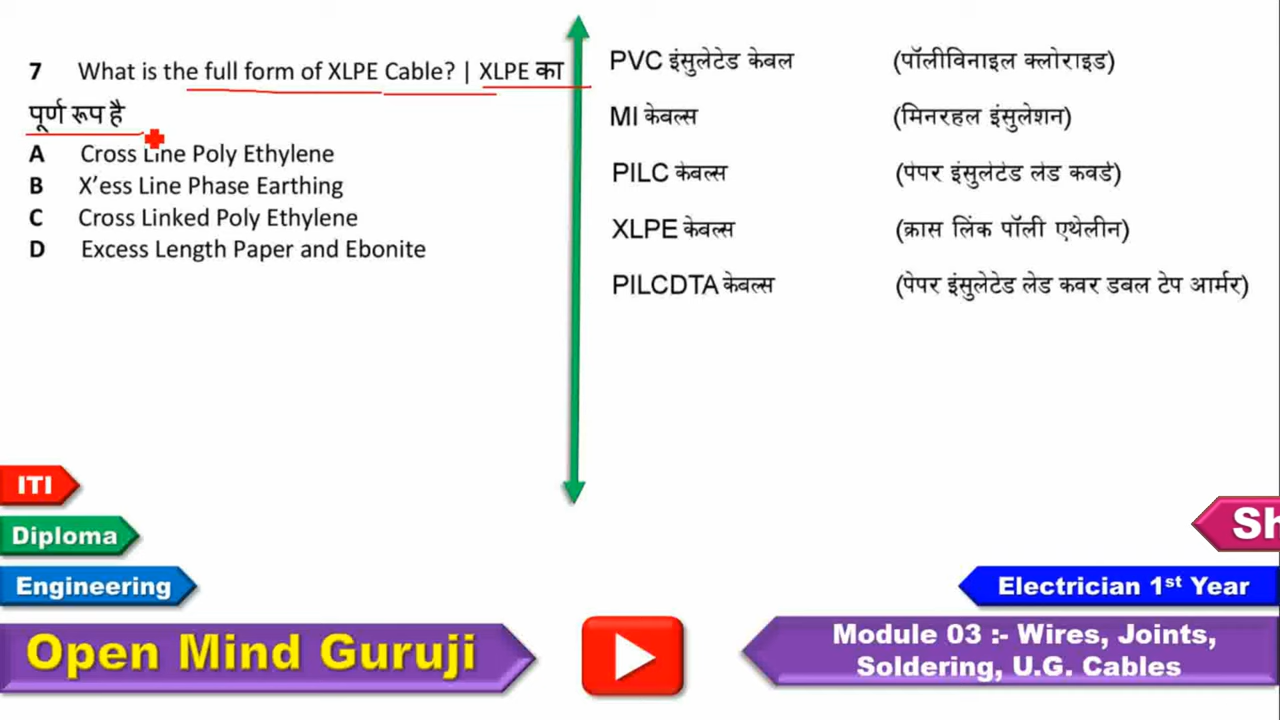 7 What is the full form of XLPE Cable? | XLPE का
पूर्ण रूप है
A Cross Line Poly Ethylene
B X’ess Line Phase Earthing
C Cross Linked Poly Ethylene
D Excess Length Paper and Ebonite
PVC इंसुलेटेड केबल (पॉलीविनाइल क्लोराइड)
MI केबल्स (मिनरहल इंसुलेशन)
PILC केबल्स (पेपर इंसुलेटेड लेड कवर्ड)
XLPE केबल्स (क्रास लिंक पॉली एथेलीन)
PILCDTA केबल्स (पेपर इंसुलेटेड लेड कवर डबल टेप आर्मर)
ITI
Diploma
Engineering
Open Mind Guruji
Sh
Electrician 1st Year
Module 03 :- Wires, Joints,
Soldering, U.G. Cables